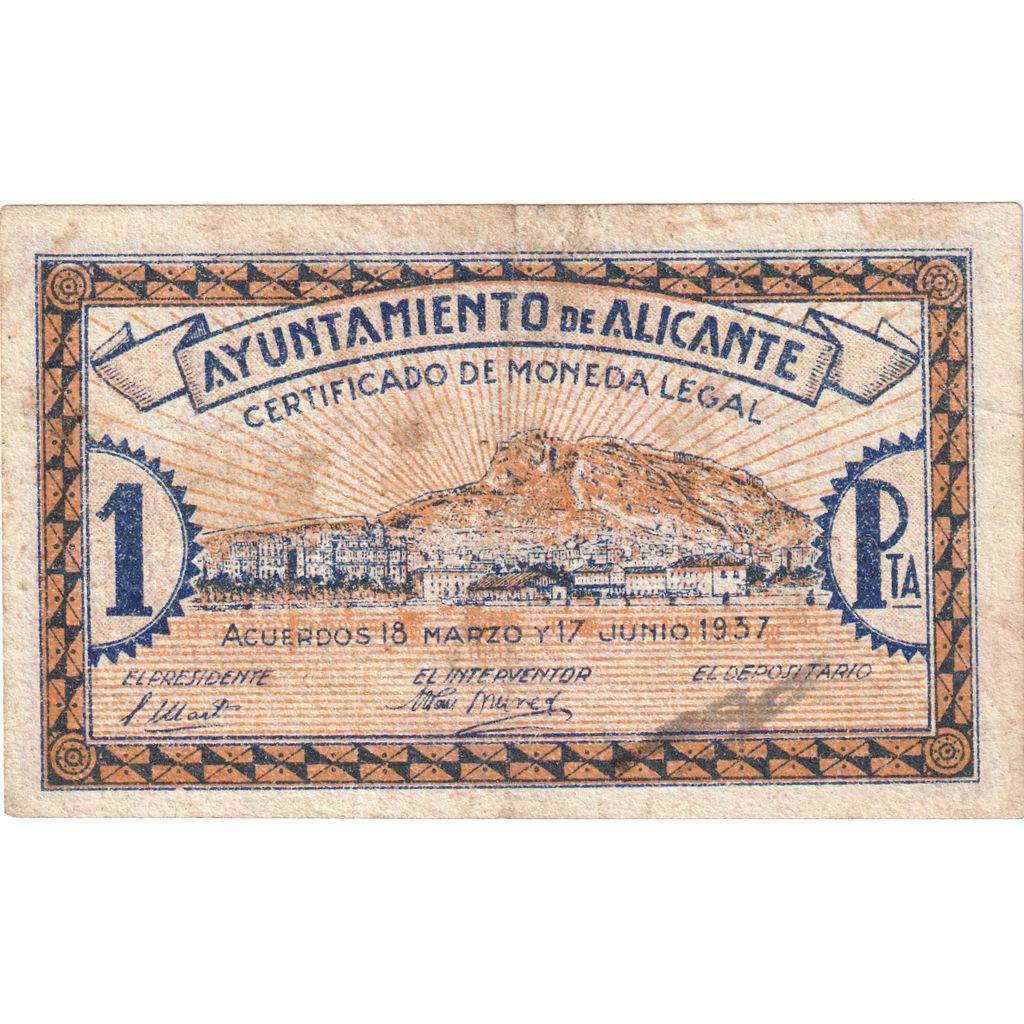 AYUNTAMIENTO DE ALICANTE
CERTIFICADO DE MONEDA LEGAL
1 PTA
ACUERDOS 18 MARZO Y 17 JUNIO 1937
EL PRESIDENTE EL INTERVENTOR EL DEPOSITARIO